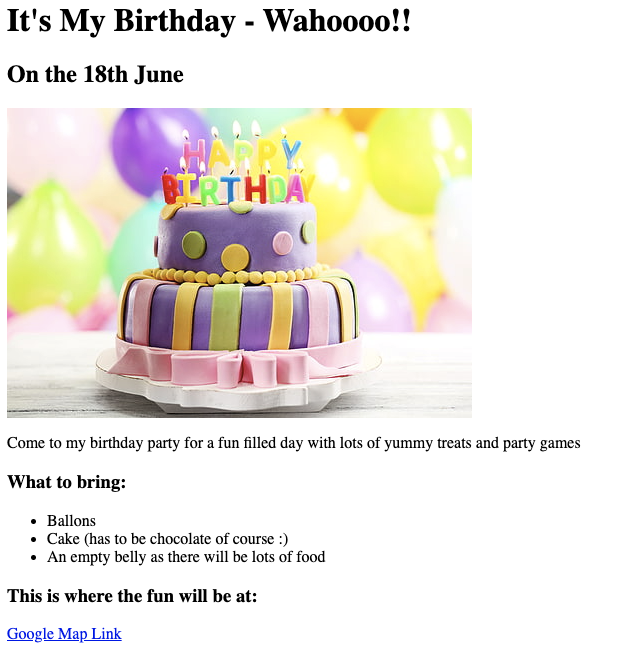 It's My Birthday - Wahoooo!!
On the 18th June
HAPPY
BIRTHDAY
Come to my birthday party for a fun filled day with lots of yummy treats and party games
What to bring:
Ballons
Cake (has to be chocolate of course :)
An empty belly as there will be lots of food
This is where the fun will be at:
Google Map Link